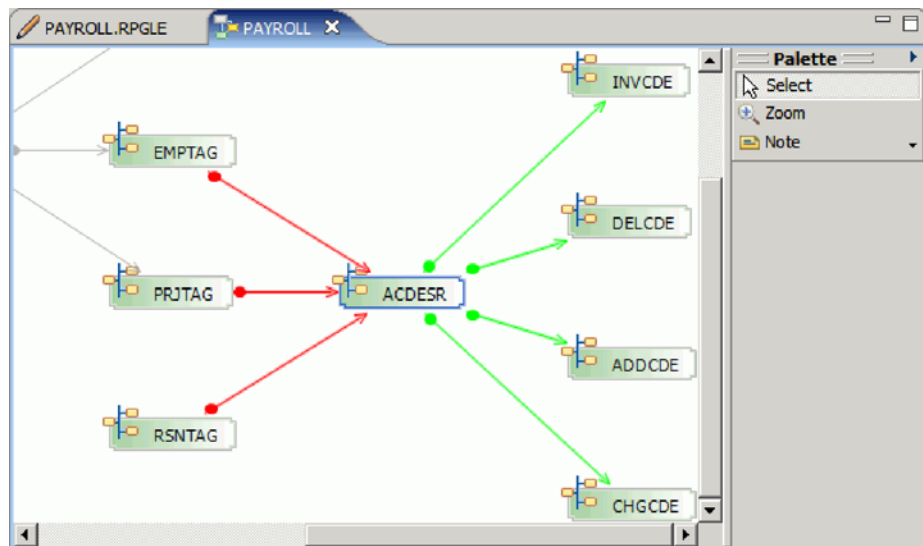 PAYROLL.RPGLE
PAYROLL
Palette
Select
Zoom
Note
INVCDE
EMPTAG
DELCDE
PRJTAG
ACDESR
ADDCDE
RSNTAG
CHGCDE